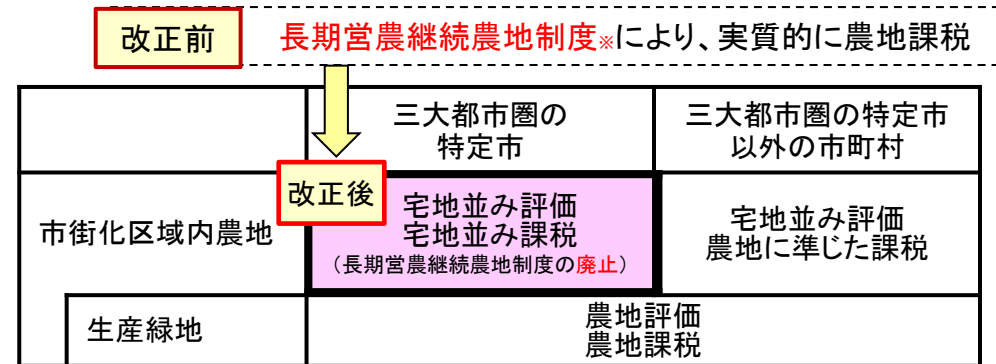 改正前
長期営農継続農地制度※により、実質的に農地課税
三大都市圏の
特定市
三大都市圏の特定市
以外の市町村
改正後
市街化区域内農地
宅地並み評価
宅地並み課税
（長期営農継続農地制度の廃止）
宅地並み評価
農地に準じた課税
生産緑地
農地評価
農地課税